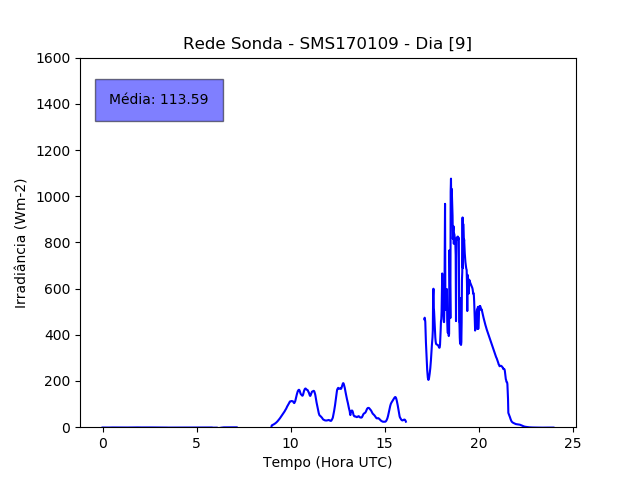 Rede Sonda - SMS170109 - Dia [9]
1600
1400
1200
1000
800
600
400
200
0
Média: 113.59
Irradiância (Wm-2)
0 5 10 15 20 25
Tempo (Hora UTC)